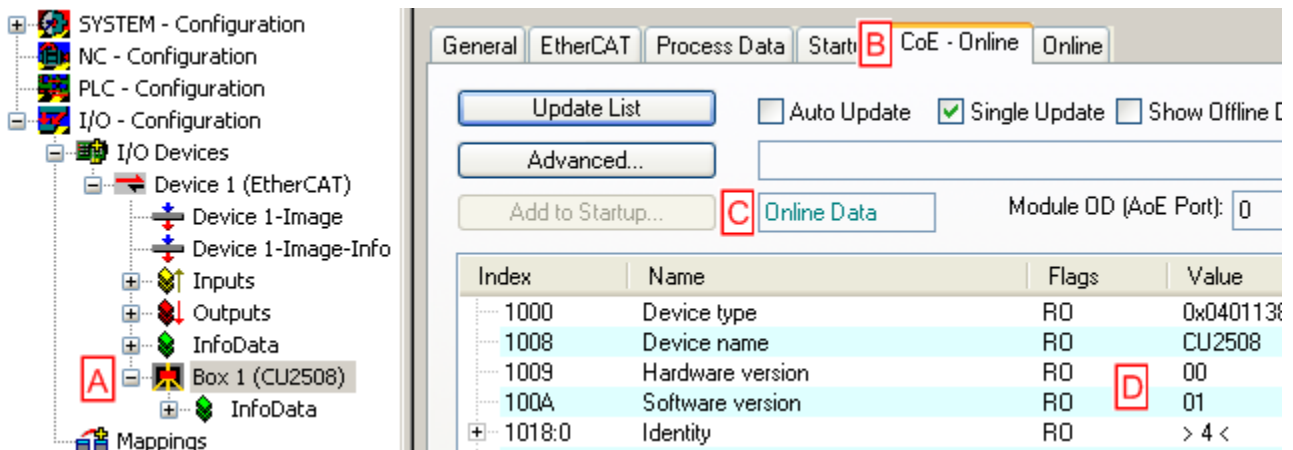 SYSTEM - Configuration
NC - Configuration
PLC - Configuration
I/O - Configuration
I/O Devices
Device 1 (EtherCAT)
Device 1-Image
Device 1-Image-Info
Inputs
Outputs
InfoData
A Box 1 (CU2508)
InfoData
Mappings
General EtherCAT Process Data Start B CoE - Online Online
Update List Auto Update Single Update Show Offline D
Advanced...
Add to Startup... C Online Data Module OD (AoE Port): 0
Index Name Flags Value
1000 Device type RO 0x0401138
1008 Device name RO CU2508
1009 Hardware version RO 00
D
100A Software version RO 01
1018:0 Identity RO > 4 <